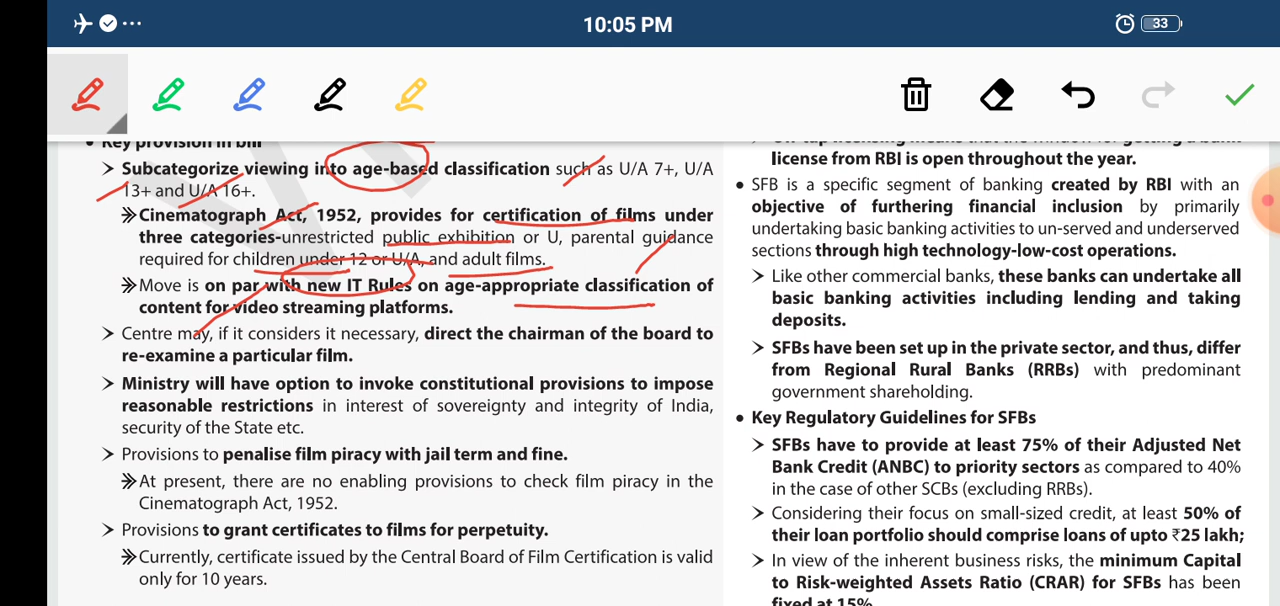 10:05 PM
33
• Key provision in bill
➢ Subcategorize viewing into age-based classification such as U/A 7+, U/A
13+ and U/A 16+.
Cinematograph Act, 1952, provides for certification of films under
three categories-unrestricted public exhibition or U, parental guidance
required for children under 12 or U/A, and adult films.
Move is on par with new IT Rules on age-appropriate classification of
content for video streaming platforms.
➢ Centre may, if it considers it necessary, direct the chairman of the board to
re-examine a particular film.
➢ Ministry will have option to invoke constitutional provisions to impose
reasonable restrictions in interest of sovereignty and integrity of India,
security of the State etc.
➢ Provisions to penalise film piracy with jail term and fine.
At present, there are no enabling provisions to check film piracy in the
Cinematograph Act, 1952.
➢ Provisions to grant certificates to films for perpetuity.
Currently, certificate issued by the Central Board of Film Certification is valid
only for 10 years.
license from RBI is open throughout the year.
• SFB is a specific segment of banking created by RBI with an
objective of furthering financial inclusion by primarily
undertaking basic banking activities to un-served and underserved
sections through high technology-low-cost operations.
➢ Like other commercial banks, these banks can undertake all
basic banking activities including lending and taking
deposits.
➢ SFBs have been set up in the private sector, and thus, differ
from Regional Rural Banks (RRBs) with predominant
government shareholding.
• Key Regulatory Guidelines for SFBs
➢ SFBs have to provide at least 75% of their Adjusted Net
Bank Credit (ANBC) to priority sectors as compared to 40%
in the case of other SCBs (excluding RRBs).
➢ Considering their focus on small-sized credit, at least 50% of
their loan portfolio should comprise loans of upto ₹25 lakh;
➢ In view of the inherent business risks, the minimum Capital
to Risk-weighted Assets Ratio (CRAR) for SFBs has been
fixed at 15%